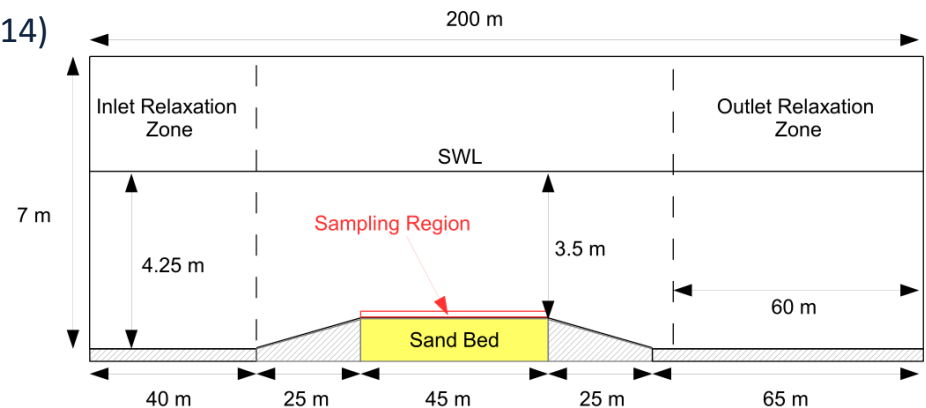 14)
200 m
Inlet Relaxation
Zone
Outlet Relaxation
Zone
SWL
7 m
Sampling Region
4.25 m
3.5 m
60 m
Sand Bed
40 m
25 m
45 m
25 m
65 m